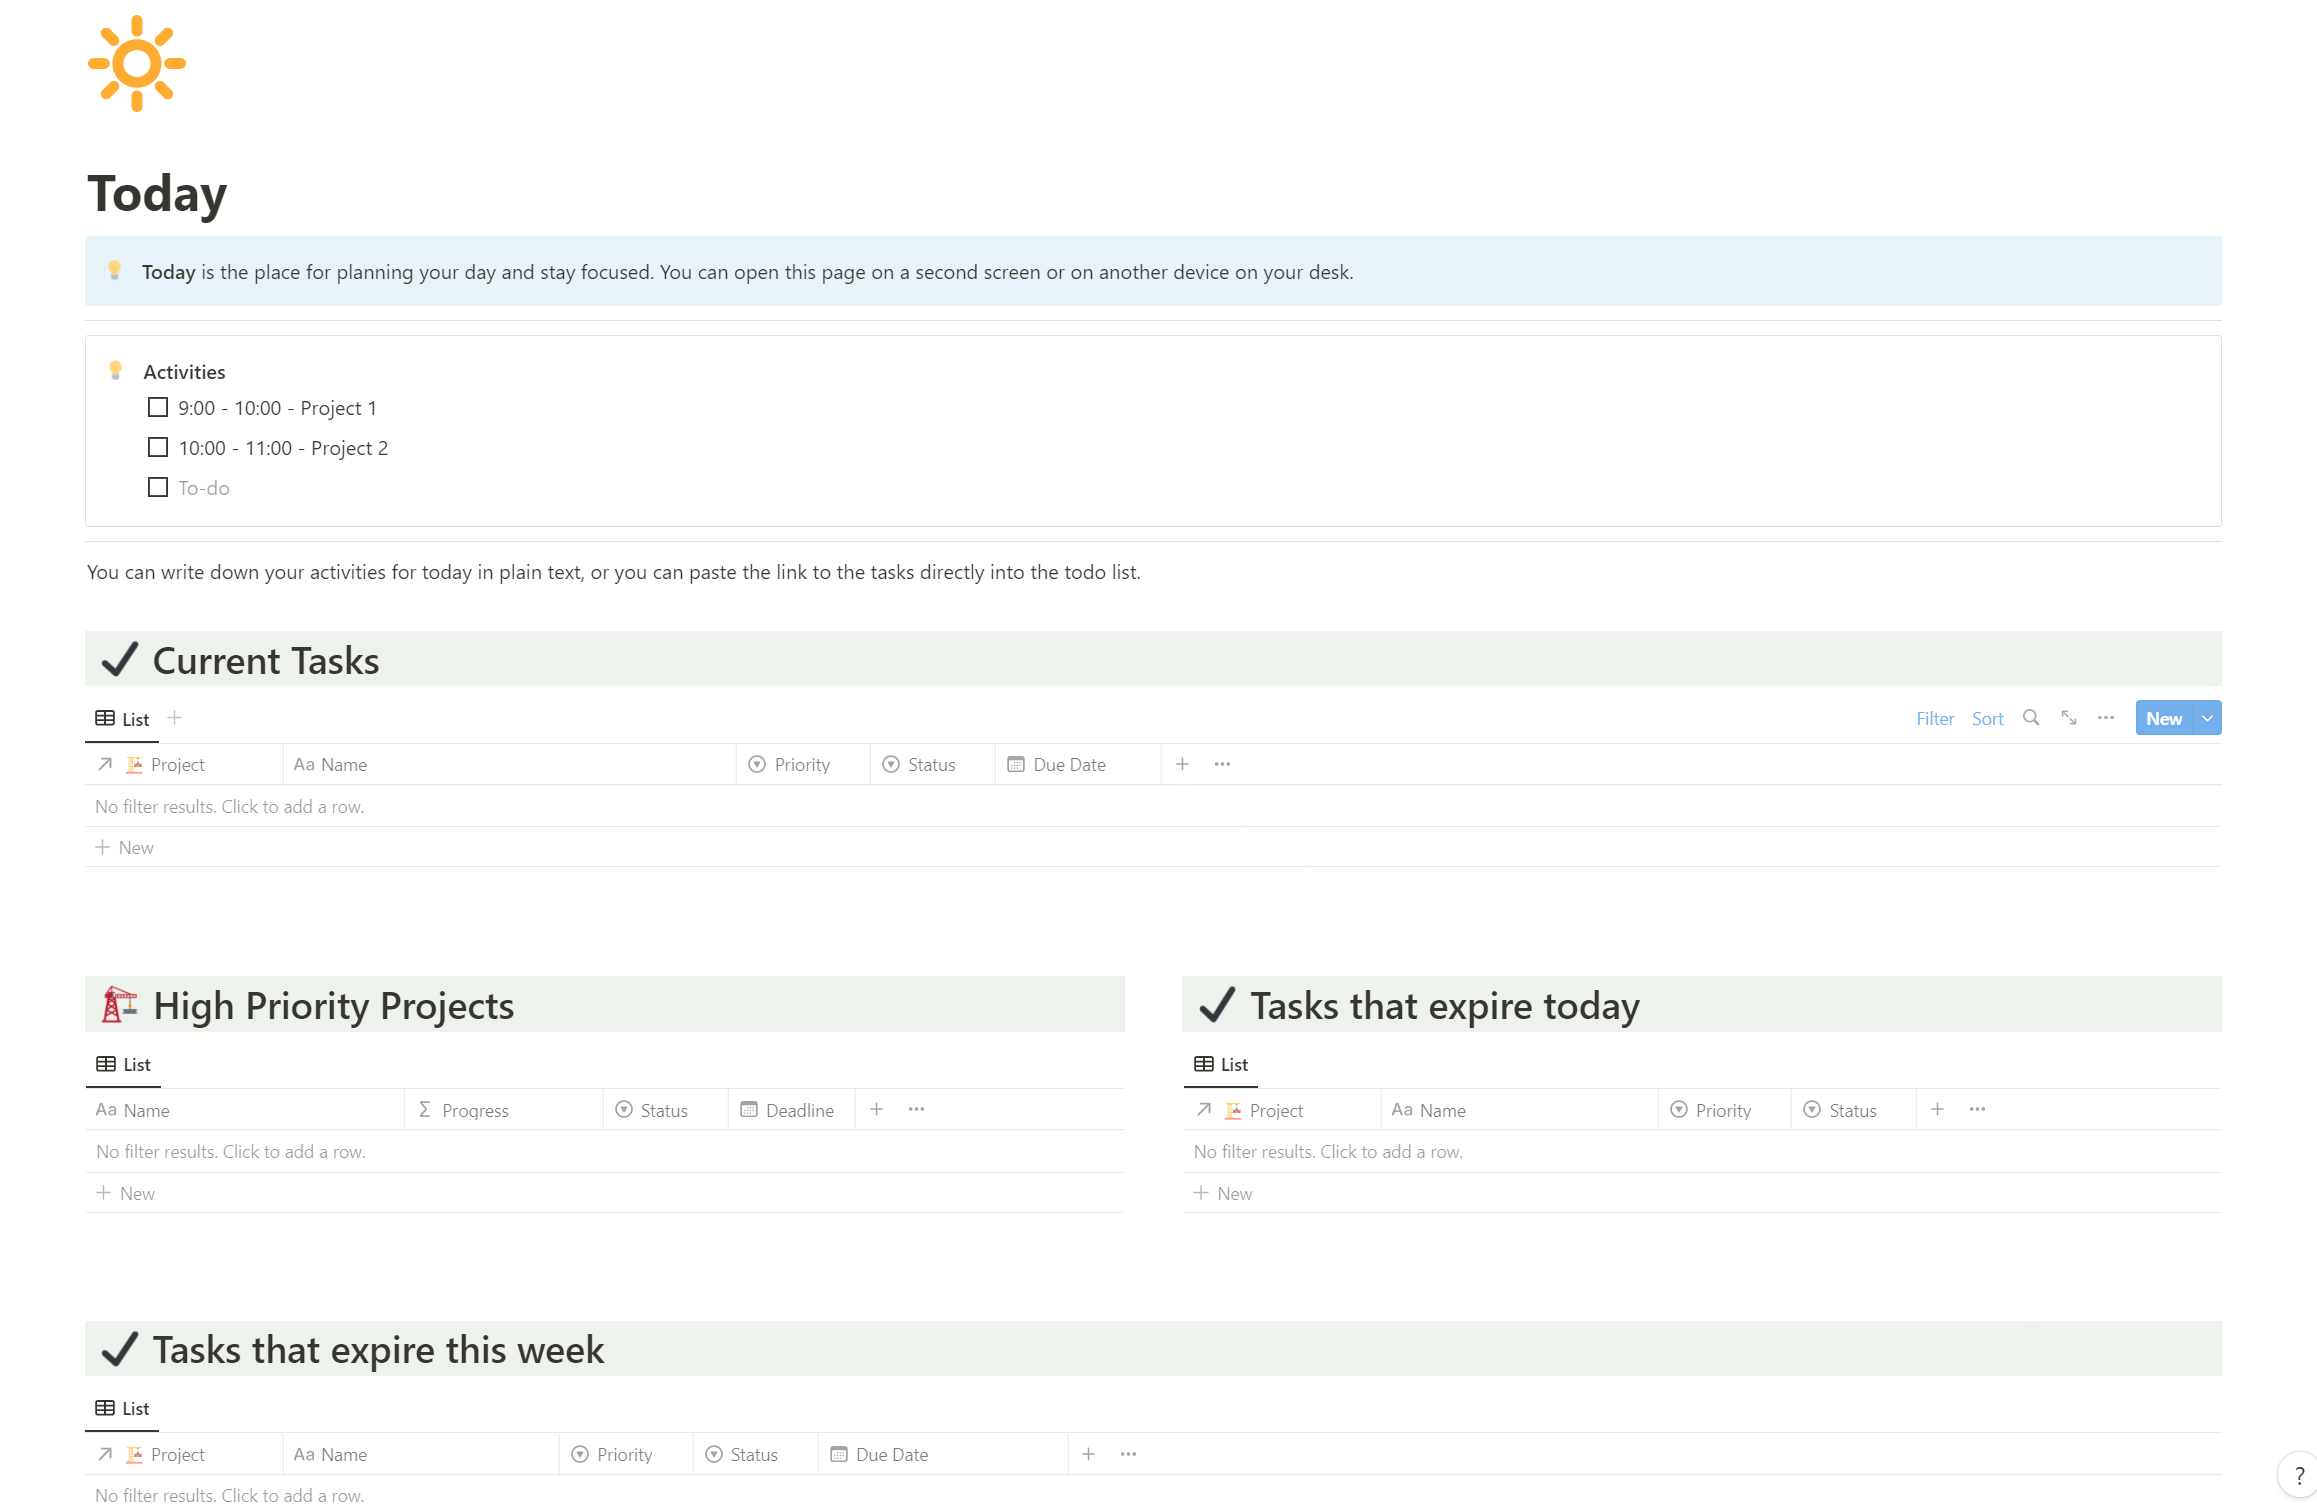 Today
Today is the place for planning your day and stay focused. You can open this page on a second screen or on another device on your desk.
Activities
9:00 - 10:00 - Project 1
10:00 - 11:00 - Project 2
To-do
You can write down your activities for today in plain text, or you can paste the link to the tasks directly into the todo list.
Current Tasks
List Filter Sort New
Project Aa Name Priority Status Due Date
No filter results. Click to add a row.
New
High Priority Projects
List
Aa Name Σ Progress Status Deadline
No filter results. Click to add a row.
New
Tasks that expire today
List
Project Aa Name Priority Status
No filter results. Click to add a row.
New
Tasks that expire this week
List
Project Aa Name Priority Status Due Date
No filter results. Click to add a row.
?